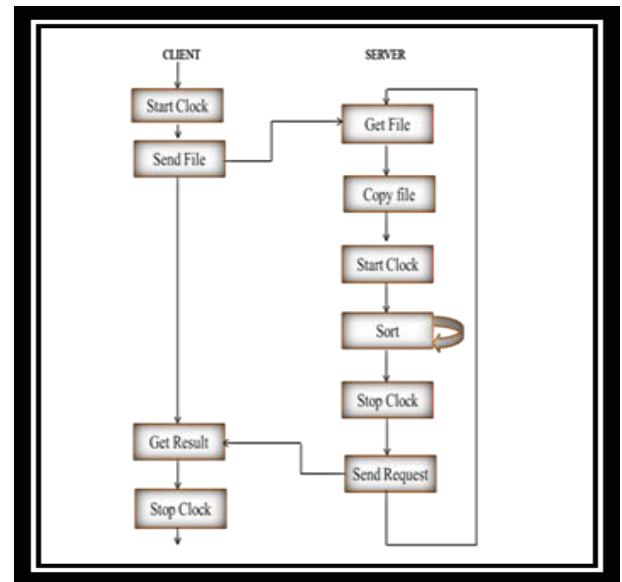 CLIENT
SERVER
Start Clock
Send File
Get File
Copy file
Start Clock
Sort
Stop Clock
Get Result
Send Request
Stop Clock